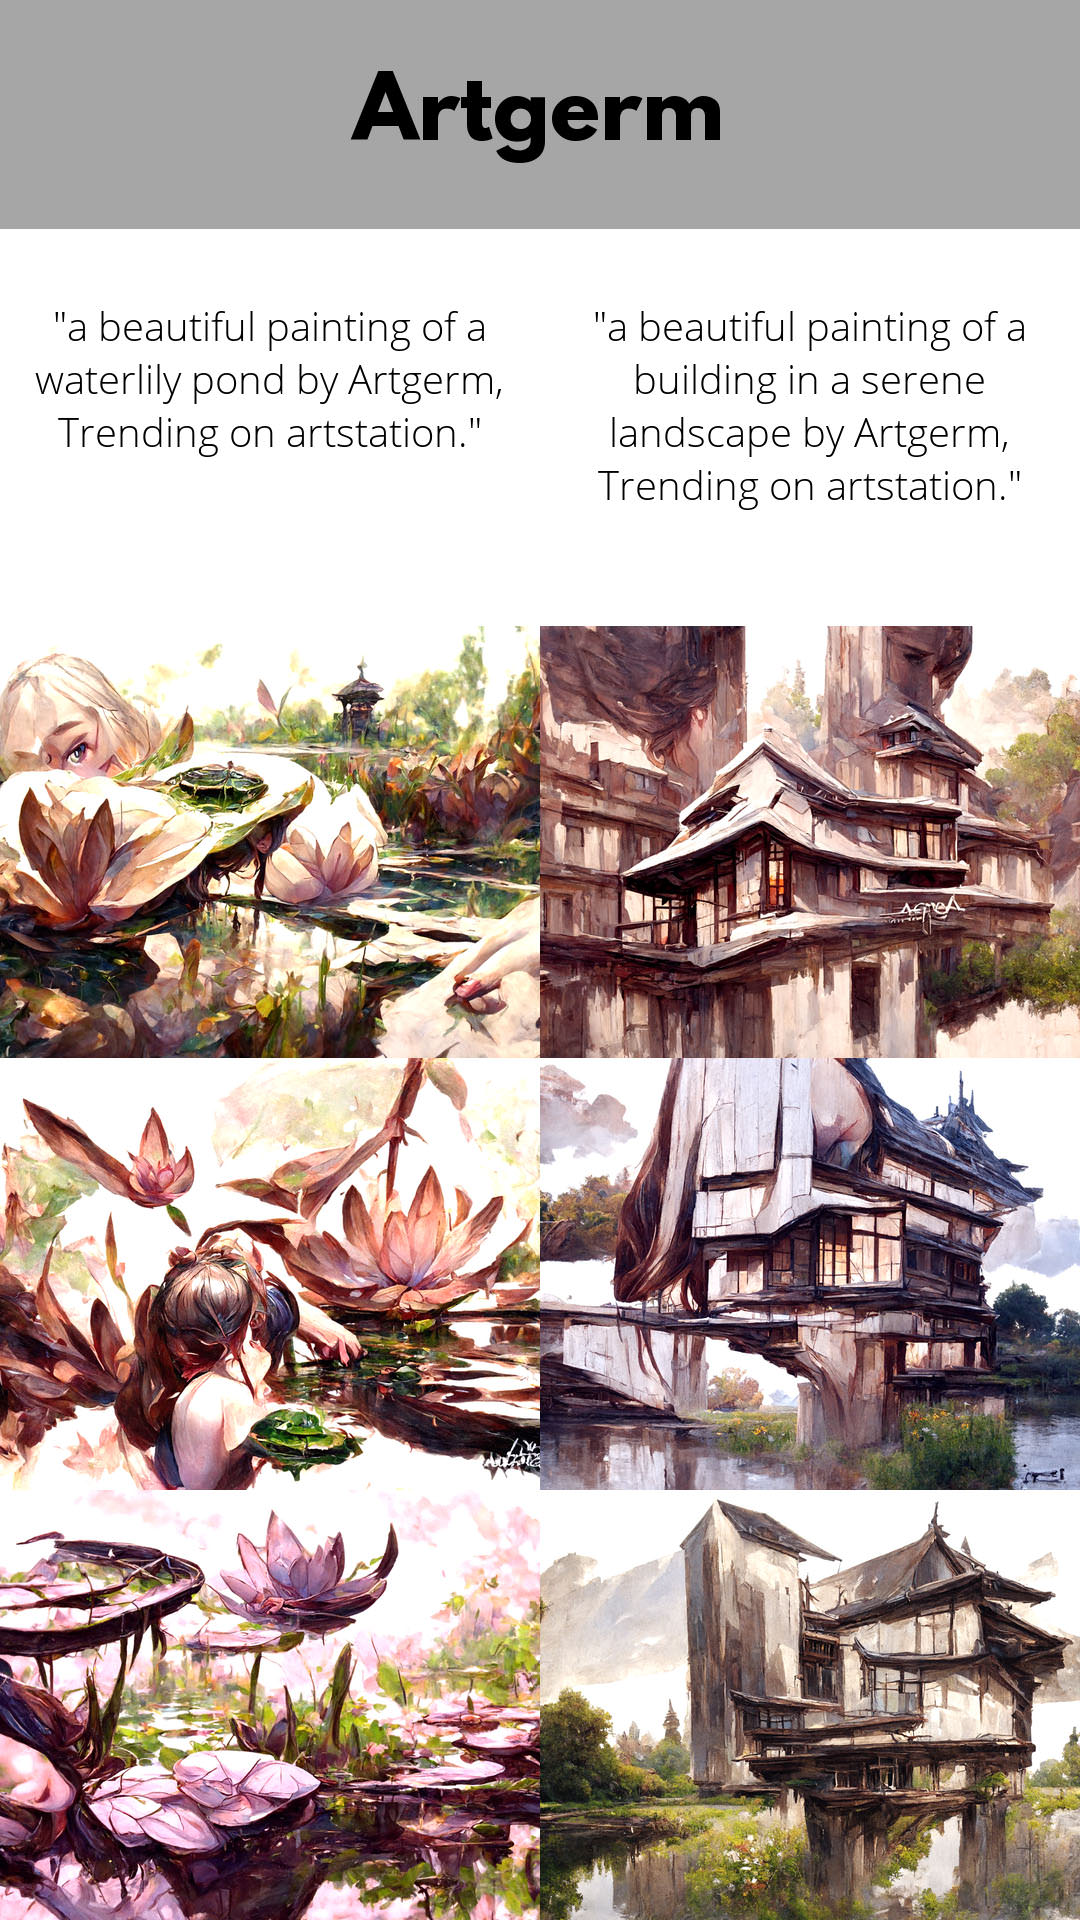 Artgerm
"a beautiful painting of a
waterlily pond by Artgerm,
Trending on artstation."
"a beautiful painting of a
building in a serene
landscape by Artgerm,
Trending on artstation."